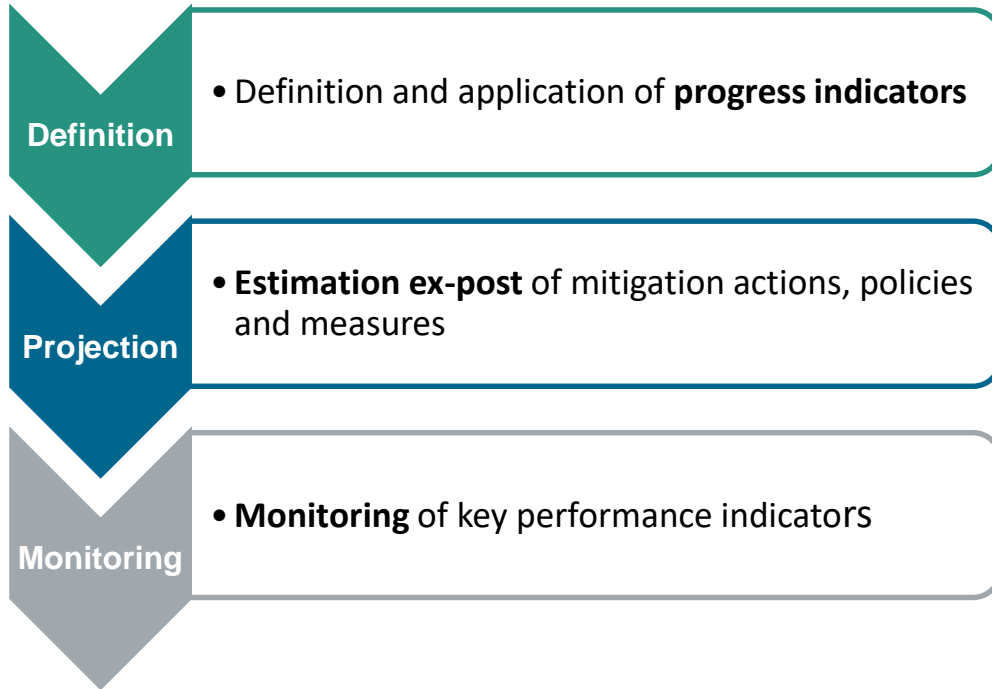 Definition
• Definition and application of progress indicators
Projection
• Estimation ex-post of mitigation actions, policies
and measures
Monitoring
• Monitoring of key performance indicators